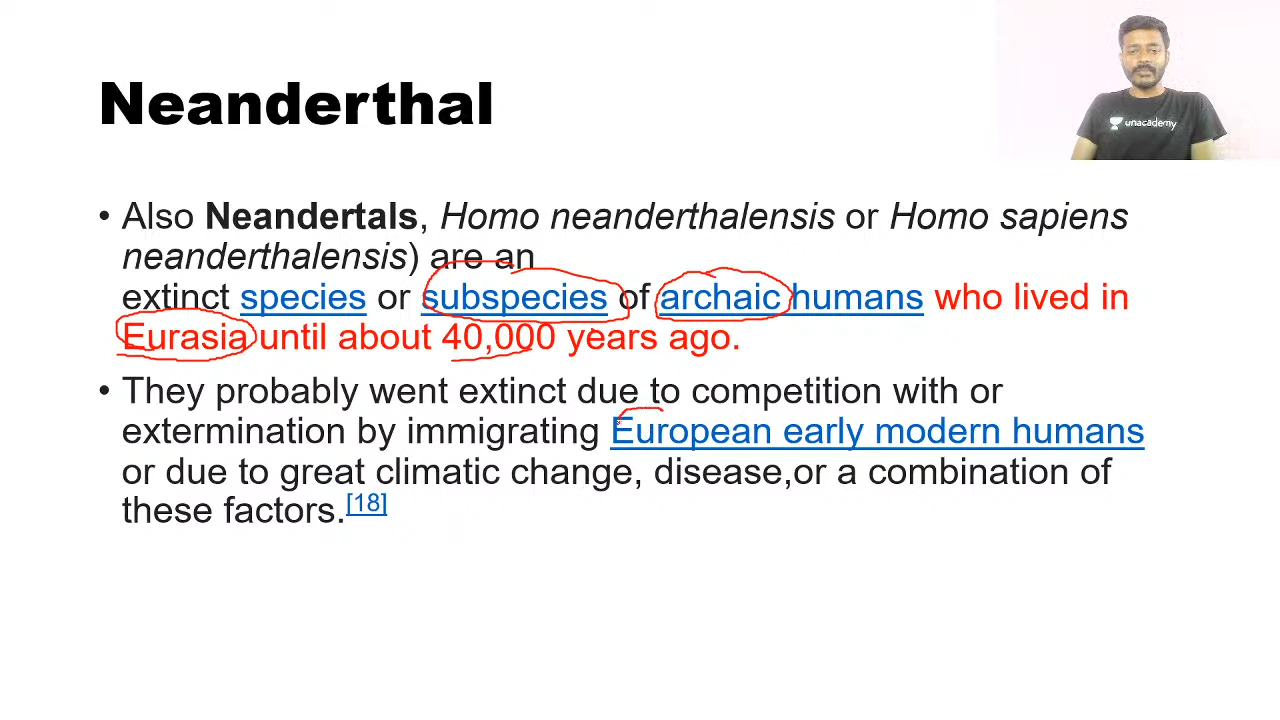 unacademy
Neanderthal
• Also Neandertals, Homo neanderthalensis or Homo sapiens
neanderthalensis) are an
extinct species or subspecies of archaic humans who lived in
Eurasia until about 40,000 years ago.
• They probably went extinct due to competition with or
extermination by immigrating European early modern humans
or due to great climatic change, disease,or a combination of
these factors.[18]